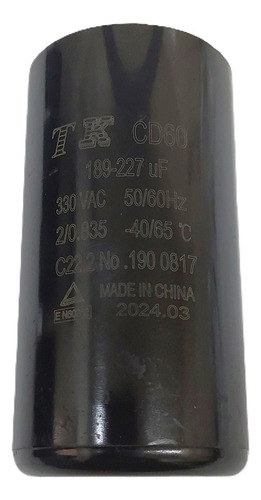 TK CD60
189-227 uF
330 VAC 50/60Hz
2/0.835 -40/65 ℃
C22.2 No .190 0817
MADE IN CHINA
2024.03